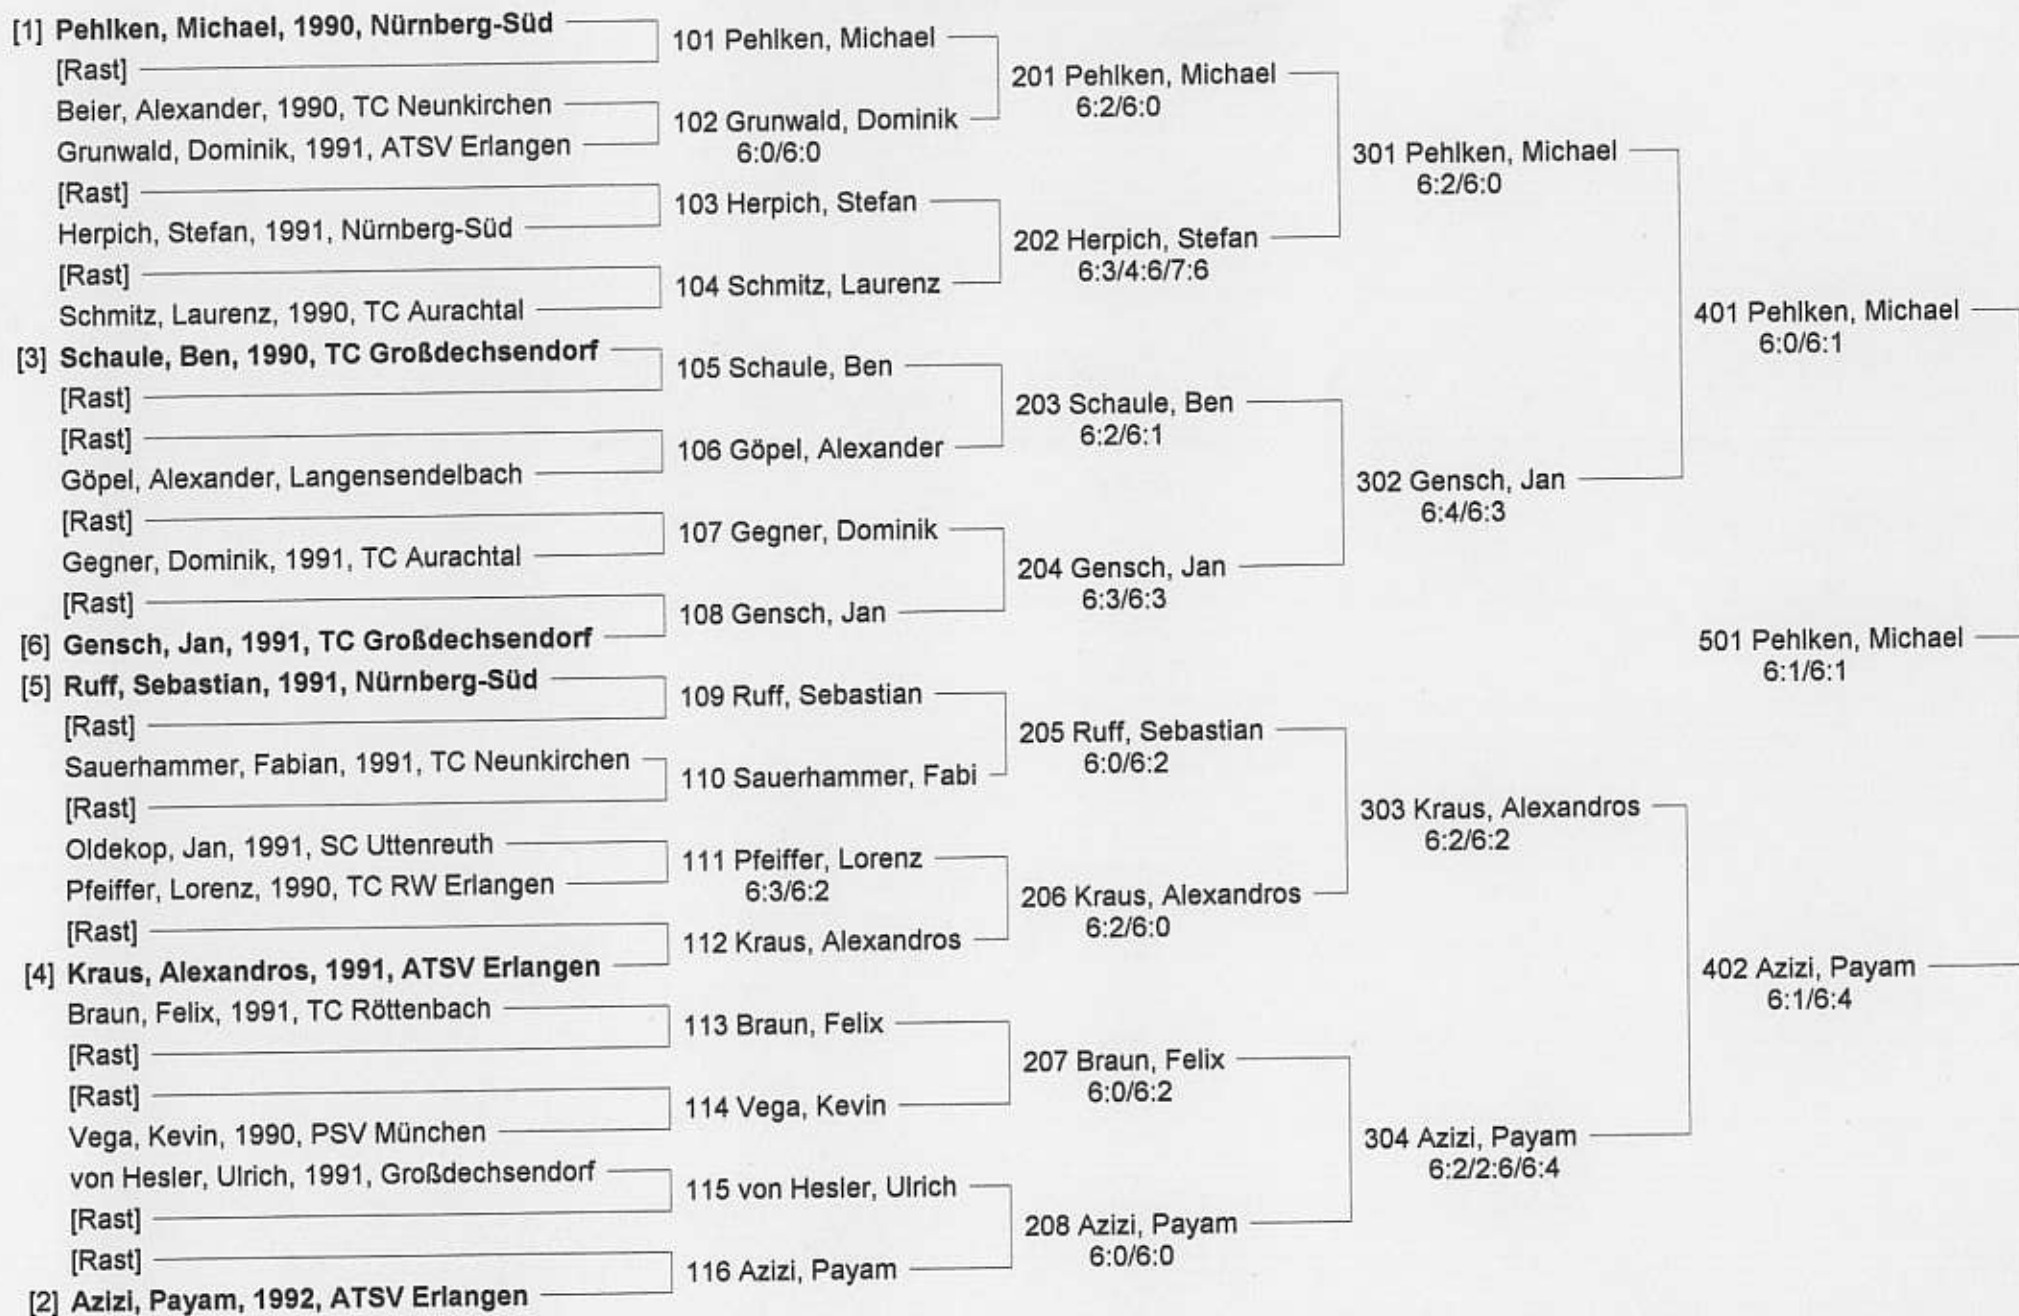 [1] Pehlken, Michael, 1990, Nürnberg-Süd
[Rast]
Beier, Alexander, 1990, TC Neunkirchen
Grunwald, Dominik, 1991, ATSV Erlangen
[Rast]
Herpich, Stefan, 1991, Nürnberg-Süd
[Rast]
Schmitz, Laurenz, 1990, TC Aurachtal
[3] Schaule, Ben, 1990, TC Großdechsendorf
[Rast]
[Rast]
Göpel, Alexander, Langensendelbach
[Rast]
Gegner, Dominik, 1991, TC Aurachtal
[Rast]
[6] Gensch, Jan, 1991, TC Großdechsendorf
[5] Ruff, Sebastian, 1991, Nürnberg-Süd
[Rast]
Sauerhammer, Fabian, 1991, TC Neunkirchen
[Rast]
Oldekop, Jan, 1991, SC Uttenreuth
Pfeiffer, Lorenz, 1990, TC RW Erlangen
[Rast]
[4] Kraus, Alexandros, 1991, ATSV Erlangen
Braun, Felix, 1991, TC Röttenbach
[Rast]
[Rast]
Vega, Kevin, 1990, PSV München
von Hesler, Ulrich, 1991, Großdechsendorf
[Rast]
[Rast]
[2] Azizi, Payam, 1992, ATSV Erlangen
101 Pehlken, Michael
102 Grunwald, Dominik
6:0/6:0
103 Herpich, Stefan
104 Schmitz, Laurenz
105 Schaule, Ben
106 Göpel, Alexander
107 Gegner, Dominik
108 Gensch, Jan
109 Ruff, Sebastian
110 Sauerhammer, Fabi
111 Pfeiffer, Lorenz
6:3/6:2
112 Kraus, Alexandros
113 Braun, Felix
114 Vega, Kevin
115 von Hesler, Ulrich
116 Azizi, Payam
201 Pehlken, Michael
6:2/6:0
202 Herpich, Stefan
6:3/4:6/7:6
203 Schaule, Ben
6:2/6:1
204 Gensch, Jan
6:3/6:3
205 Ruff, Sebastian
6:0/6:2
206 Kraus, Alexandros
6:2/6:0
207 Braun, Felix
6:0/6:2
208 Azizi, Payam
6:0/6:0
301 Pehlken, Michael
6:2/6:0
302 Gensch, Jan
6:4/6:3
303 Kraus, Alexandros
6:2/6:2
304 Azizi, Payam
6:2/2:6/6:4
401 Pehlken, Michael
6:0/6:1
501 Pehlken, Michael
6:1/6:1
402 Azizi, Payam
6:1/6:4